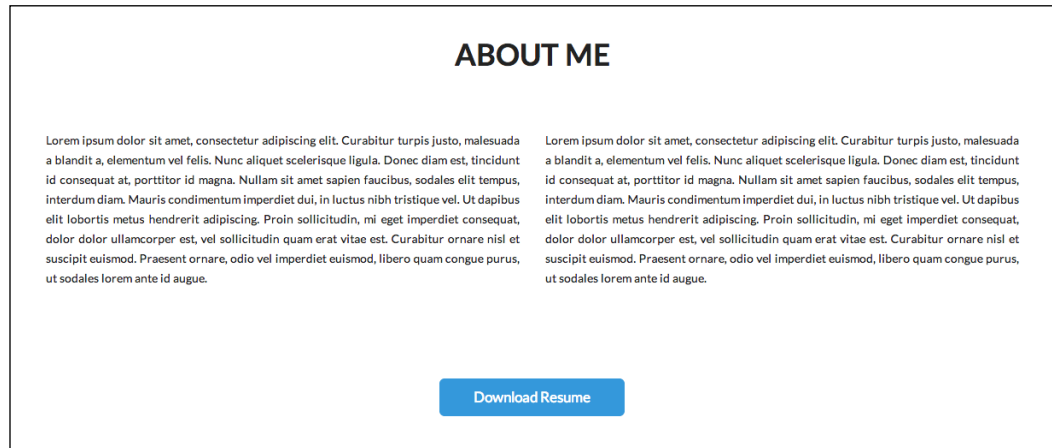 ABOUT ME
Lorem ipsum dolor sit amet, consectetur adipiscing elit. Curabitur turpis justo, malesuada
a blandit a, elementum vel felis. Nunc aliquet scelerisque ligula. Donec diam est, tincidunt
id consequat at, porttitor id magna. Nullam sit amet sapien faucibus, sodales elit tempus,
interdum diam. Mauris condimentum imperdiet dui, in luctus nibh tristique vel. Ut dapibus
elit lobortis metus hendrerit adipiscing. Proin sollicitudin, mi eget imperdiet consequat,
dolor dolor ullamcorper est, vel sollicitudin quam erat vitae est. Curabitur ornare nisl et
suscipit euismod. Praesent ornare, odio vel imperdiet euismod, libero quam congue purus,
ut sodales lorem ante id augue.
Lorem ipsum dolor sit amet, consectetur adipiscing elit. Curabitur turpis justo, malesuada
a blandit a, elementum vel felis. Nunc aliquet scelerisque ligula. Donec diam est, tincidunt
id consequat at, porttitor id magna. Nullam sit amet sapien faucibus, sodales elit tempus,
interdum diam. Mauris condimentum imperdiet dui, in luctus nibh tristique vel. Ut dapibus
elit lobortis metus hendrerit adipiscing. Proin sollicitudin, mi eget imperdiet consequat,
dolor dolor ullamcorper est, vel sollicitudin quam erat vitae est. Curabitur ornare nisl et
suscipit euismod. Praesent ornare, odio vel imperdiet euismod, libero quam congue purus,
ut sodales lorem ante id augue.
Download Resume